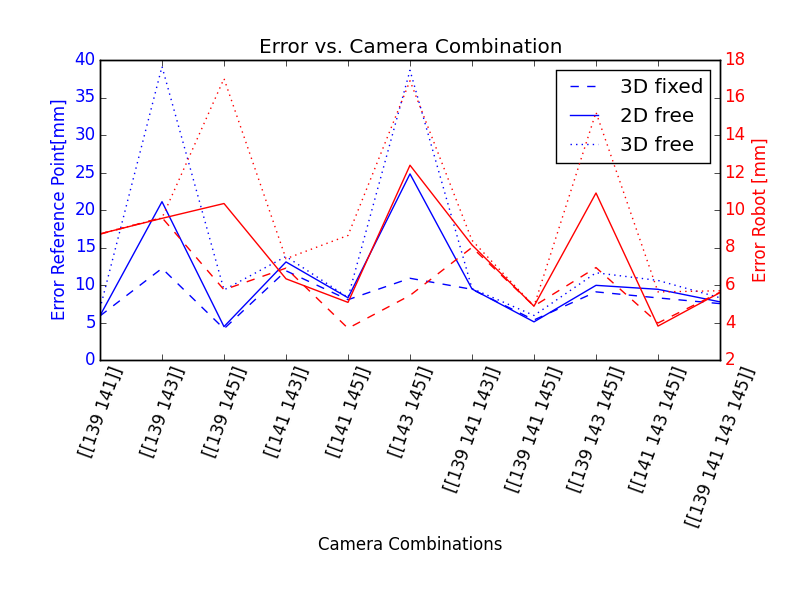 Error vs. Camera Combination
40
35
30
25
20
15
10
5
0
Error Reference Point[mm]
18
16
14
12
10
8
6
4
2
Error Robot [mm]
3D fixed
2D free
3D free
[[139 141]]
[[139 143]]
[[139 145]]
[[141 143]]
[[141 145]]
[[143 145]]
[[139 141 143]]
[[139 141 145]]
[[139 143 145]]
[[141 143 145]]
[[139 141 143 145]]
Camera Combinations